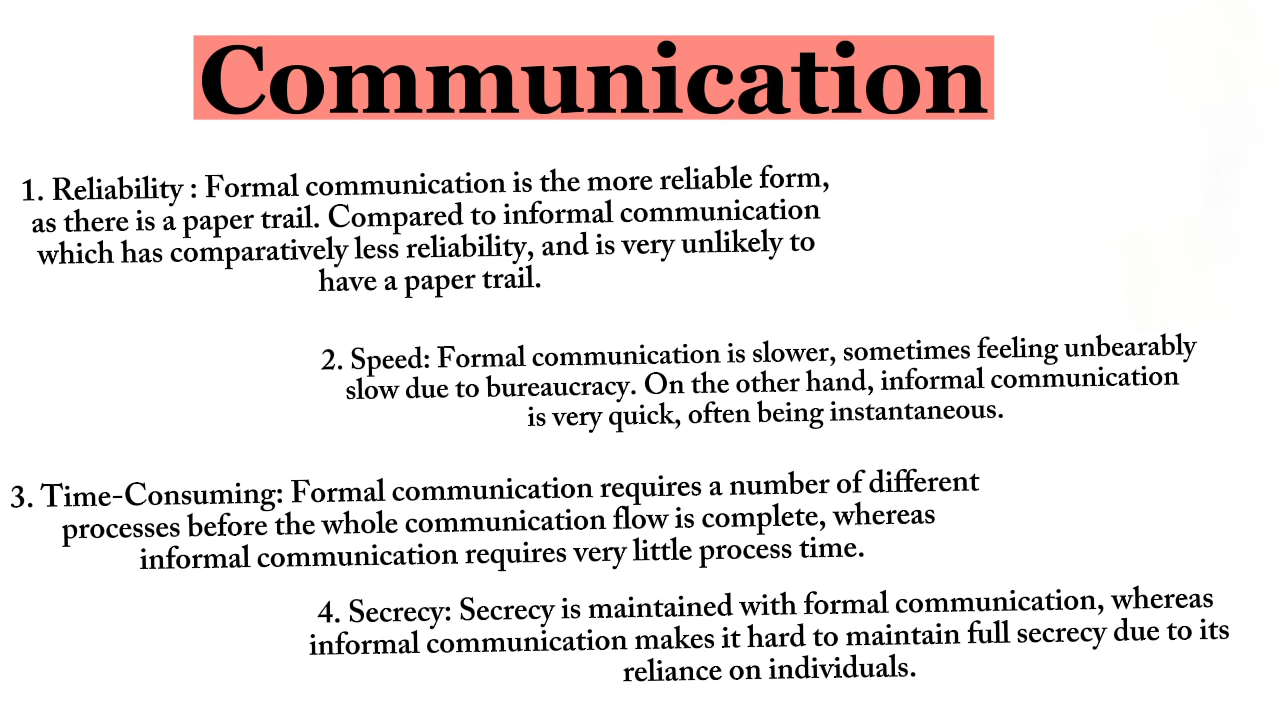 Communication
1. Reliability : Formal communication is the more reliable form,
as there is a paper trail. Compared to informal communication
which has comparatively less reliability, and is very unlikely to
have a paper trail.
2. Speed: Formal communication is slower, sometimes feeling unbearably
slow due to bureaucracy. On the other hand, informal communication
is very quick, often being instantaneous.
3. Time-Consuming: Formal communication requires a number of different
processes before the whole communication flow is complete, whereas
informal communication requires very little process time.
4. Secrecy: Secrecy is maintained with formal communication, whereas
informal communication makes it hard to maintain full secrecy due to its
reliance on individuals.